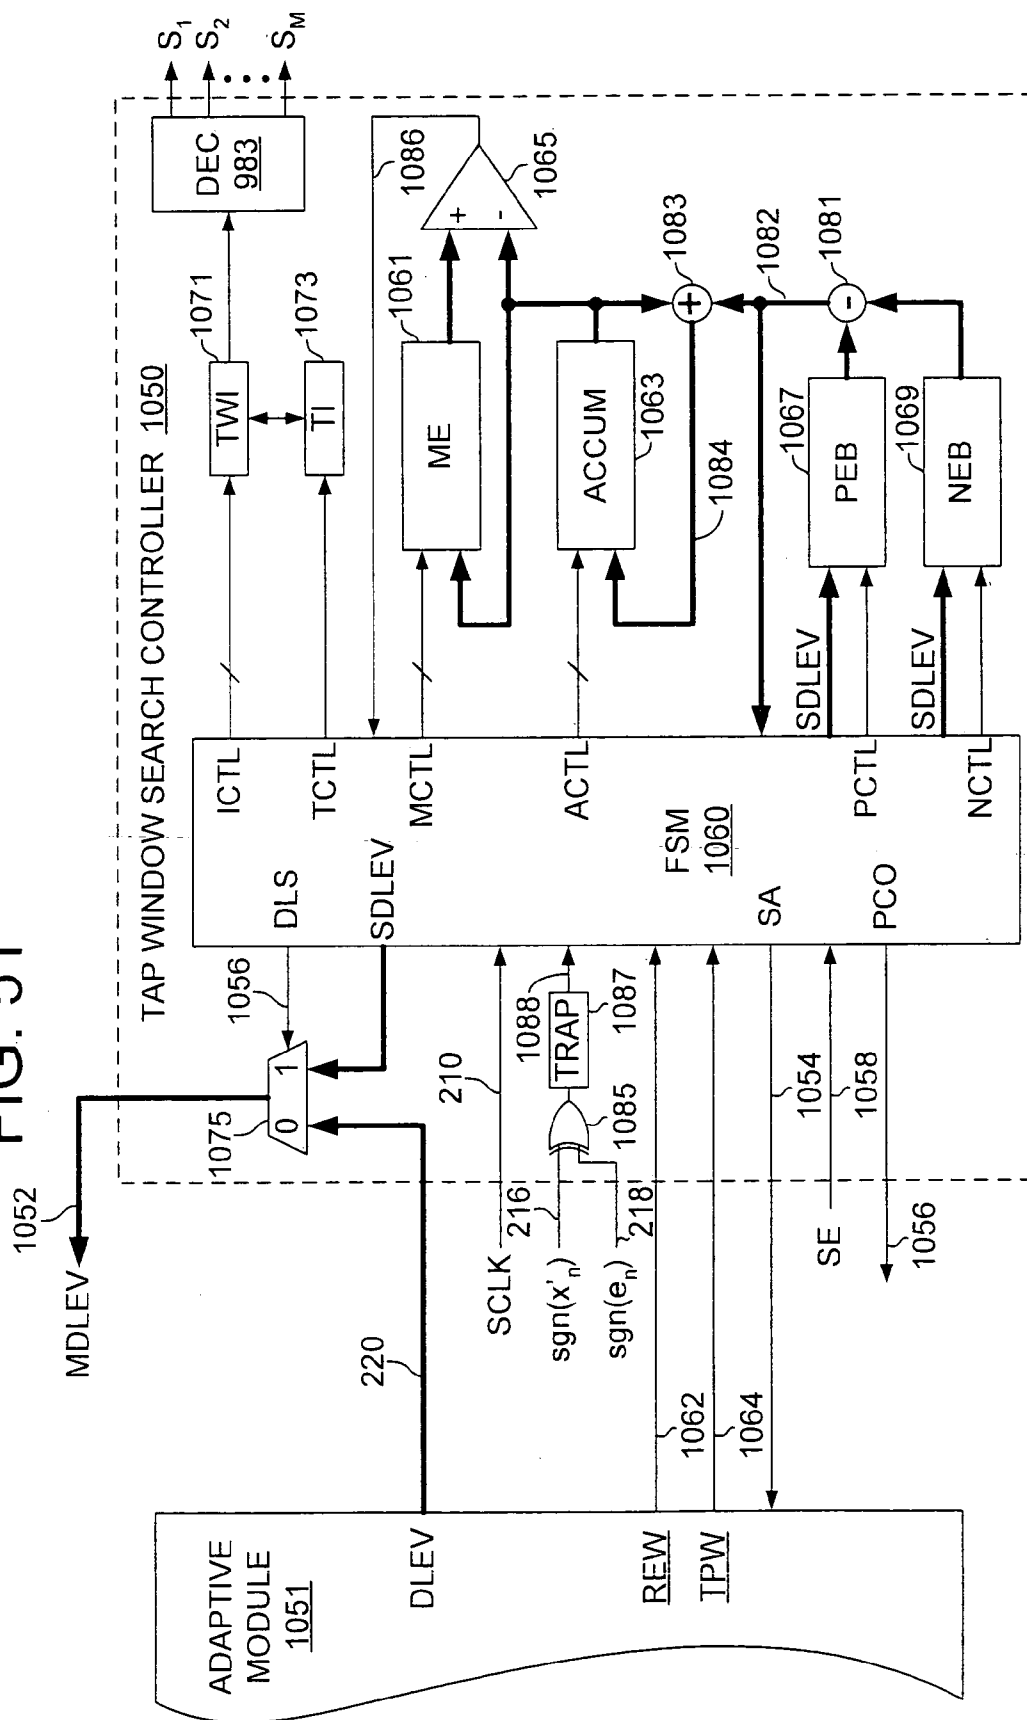 FIG. 51
TAP WINDOW SEARCH CONTROLLER 1050
S1
S2
SM
DEC
983
1071
TWI
1073
TI
1086
1061
ME
+
-
1065
ACCUM
1063
1083
+
1084
1082
1081
-
1067
PEB
1069
NEB
SDLEV
SDLEV
ICTL
TCTL
MCTL
ACTL
PCTL
NCTL
FSM
1060
DLS
SDLEV
SA
PCO
1056
1075
0
1
1052
MDLEV
220
210
SCLK
216
sgn(x'n)
218
sgn(en)
1085
TRAP
1087
1088
1062
1064
1054
1058
SE
1056
ADAPTIVE
MODULE
1051
DLEV
REW
TPW